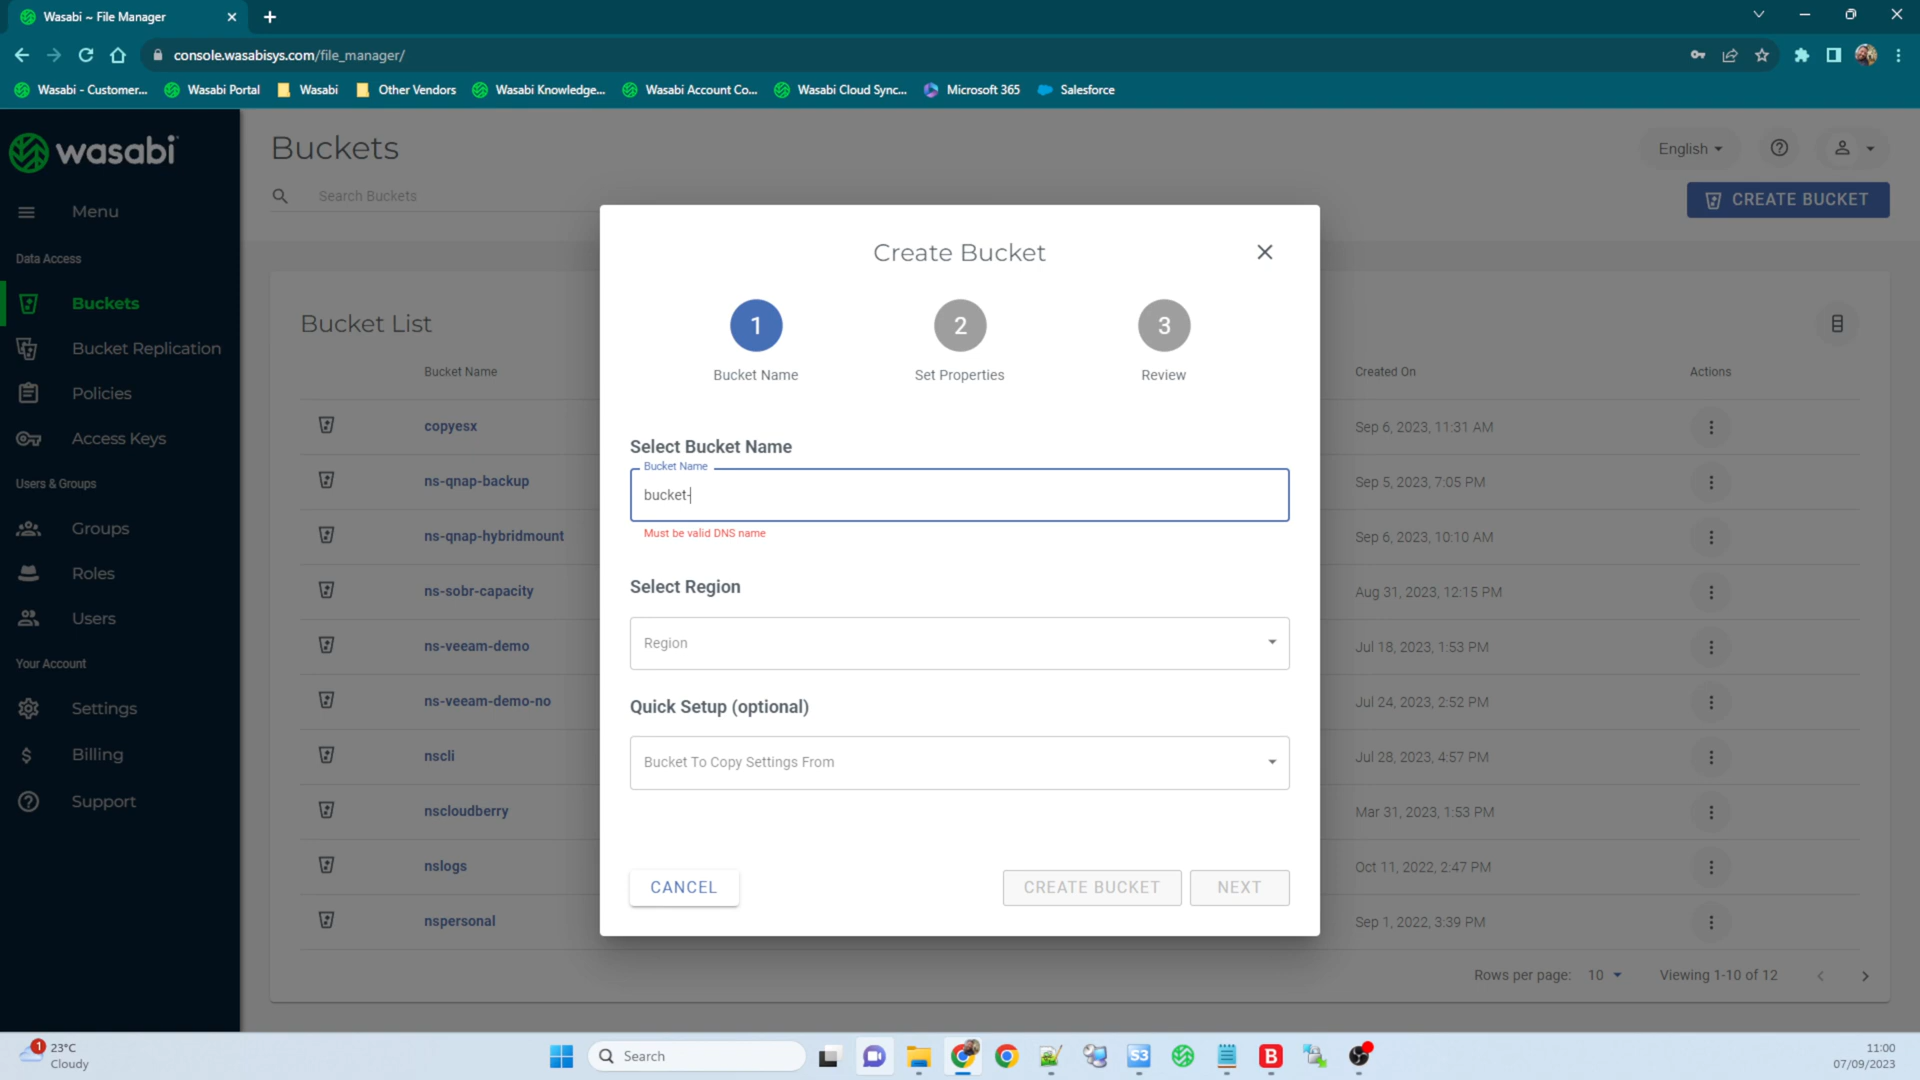 Wasabi ~ File Manager
console.wasabisys.com/file_manager/
Wasabi - Customer... Wasabi Portal Wasabi Other Vendors Wasabi Knowledge... Wasabi Account Co... Wasabi Cloud Sync... Microsoft 365 Salesforce
wasabi
Menu
Data Access
Buckets
Bucket Replication
Policies
Access Keys
Users & Groups
Groups
Roles
Users
Your Account
Settings
Billing
Support
Buckets
English
Search Buckets
CREATE BUCKET
Bucket List
Bucket Name Created On Actions
copyesx Sep 6, 2023, 11:31 AM
ns-qnap-backup Sep 5, 2023, 7:05 PM
ns-qnap-hybridmount Sep 6, 2023, 10:10 AM
ns-sobr-capacity Aug 31, 2023, 12:15 PM
ns-veeam-demo Jul 18, 2023, 1:53 PM
ns-veeam-demo-no Jul 24, 2023, 2:52 PM
nscli Jul 28, 2023, 4:57 PM
nscloudberry Mar 31, 2023, 1:53 PM
nslogs Oct 11, 2022, 2:47 PM
nspersonal Sep 1, 2022, 3:39 PM
Rows per page: 10 Viewing 1-10 of 12
Create Bucket
1 2 3
Bucket Name Set Properties Review
Select Bucket Name
Bucket Name
bucket-
Must be valid DNS name
Select Region
Region
Quick Setup (optional)
Bucket To Copy Settings From
CANCEL CREATE BUCKET NEXT
1
23°C
Cloudy
Search
S3
B
11:00
07/09/2023